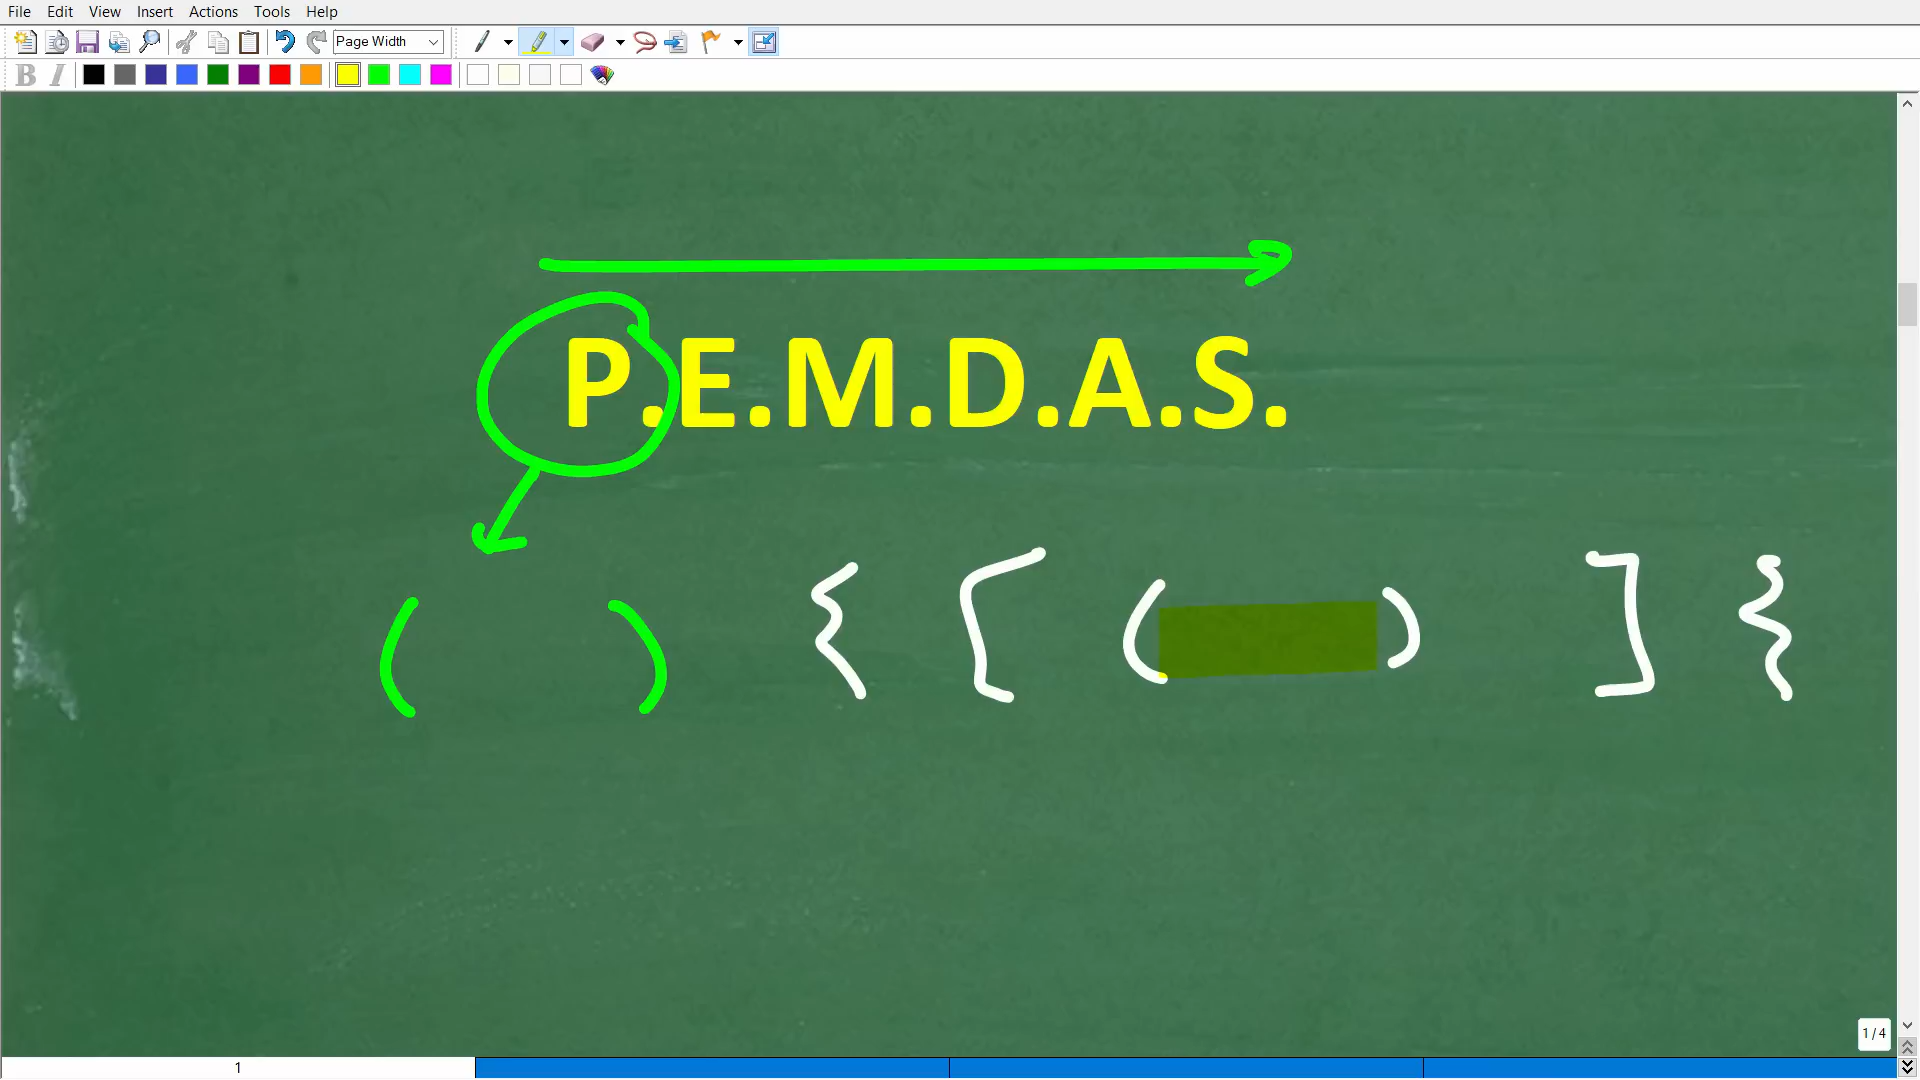 File Edit View Insert Actions Tools Help
Page Width
B I
P.E.M.D.A.S.
( ) { [ ( ) ] {
1 / 4
1